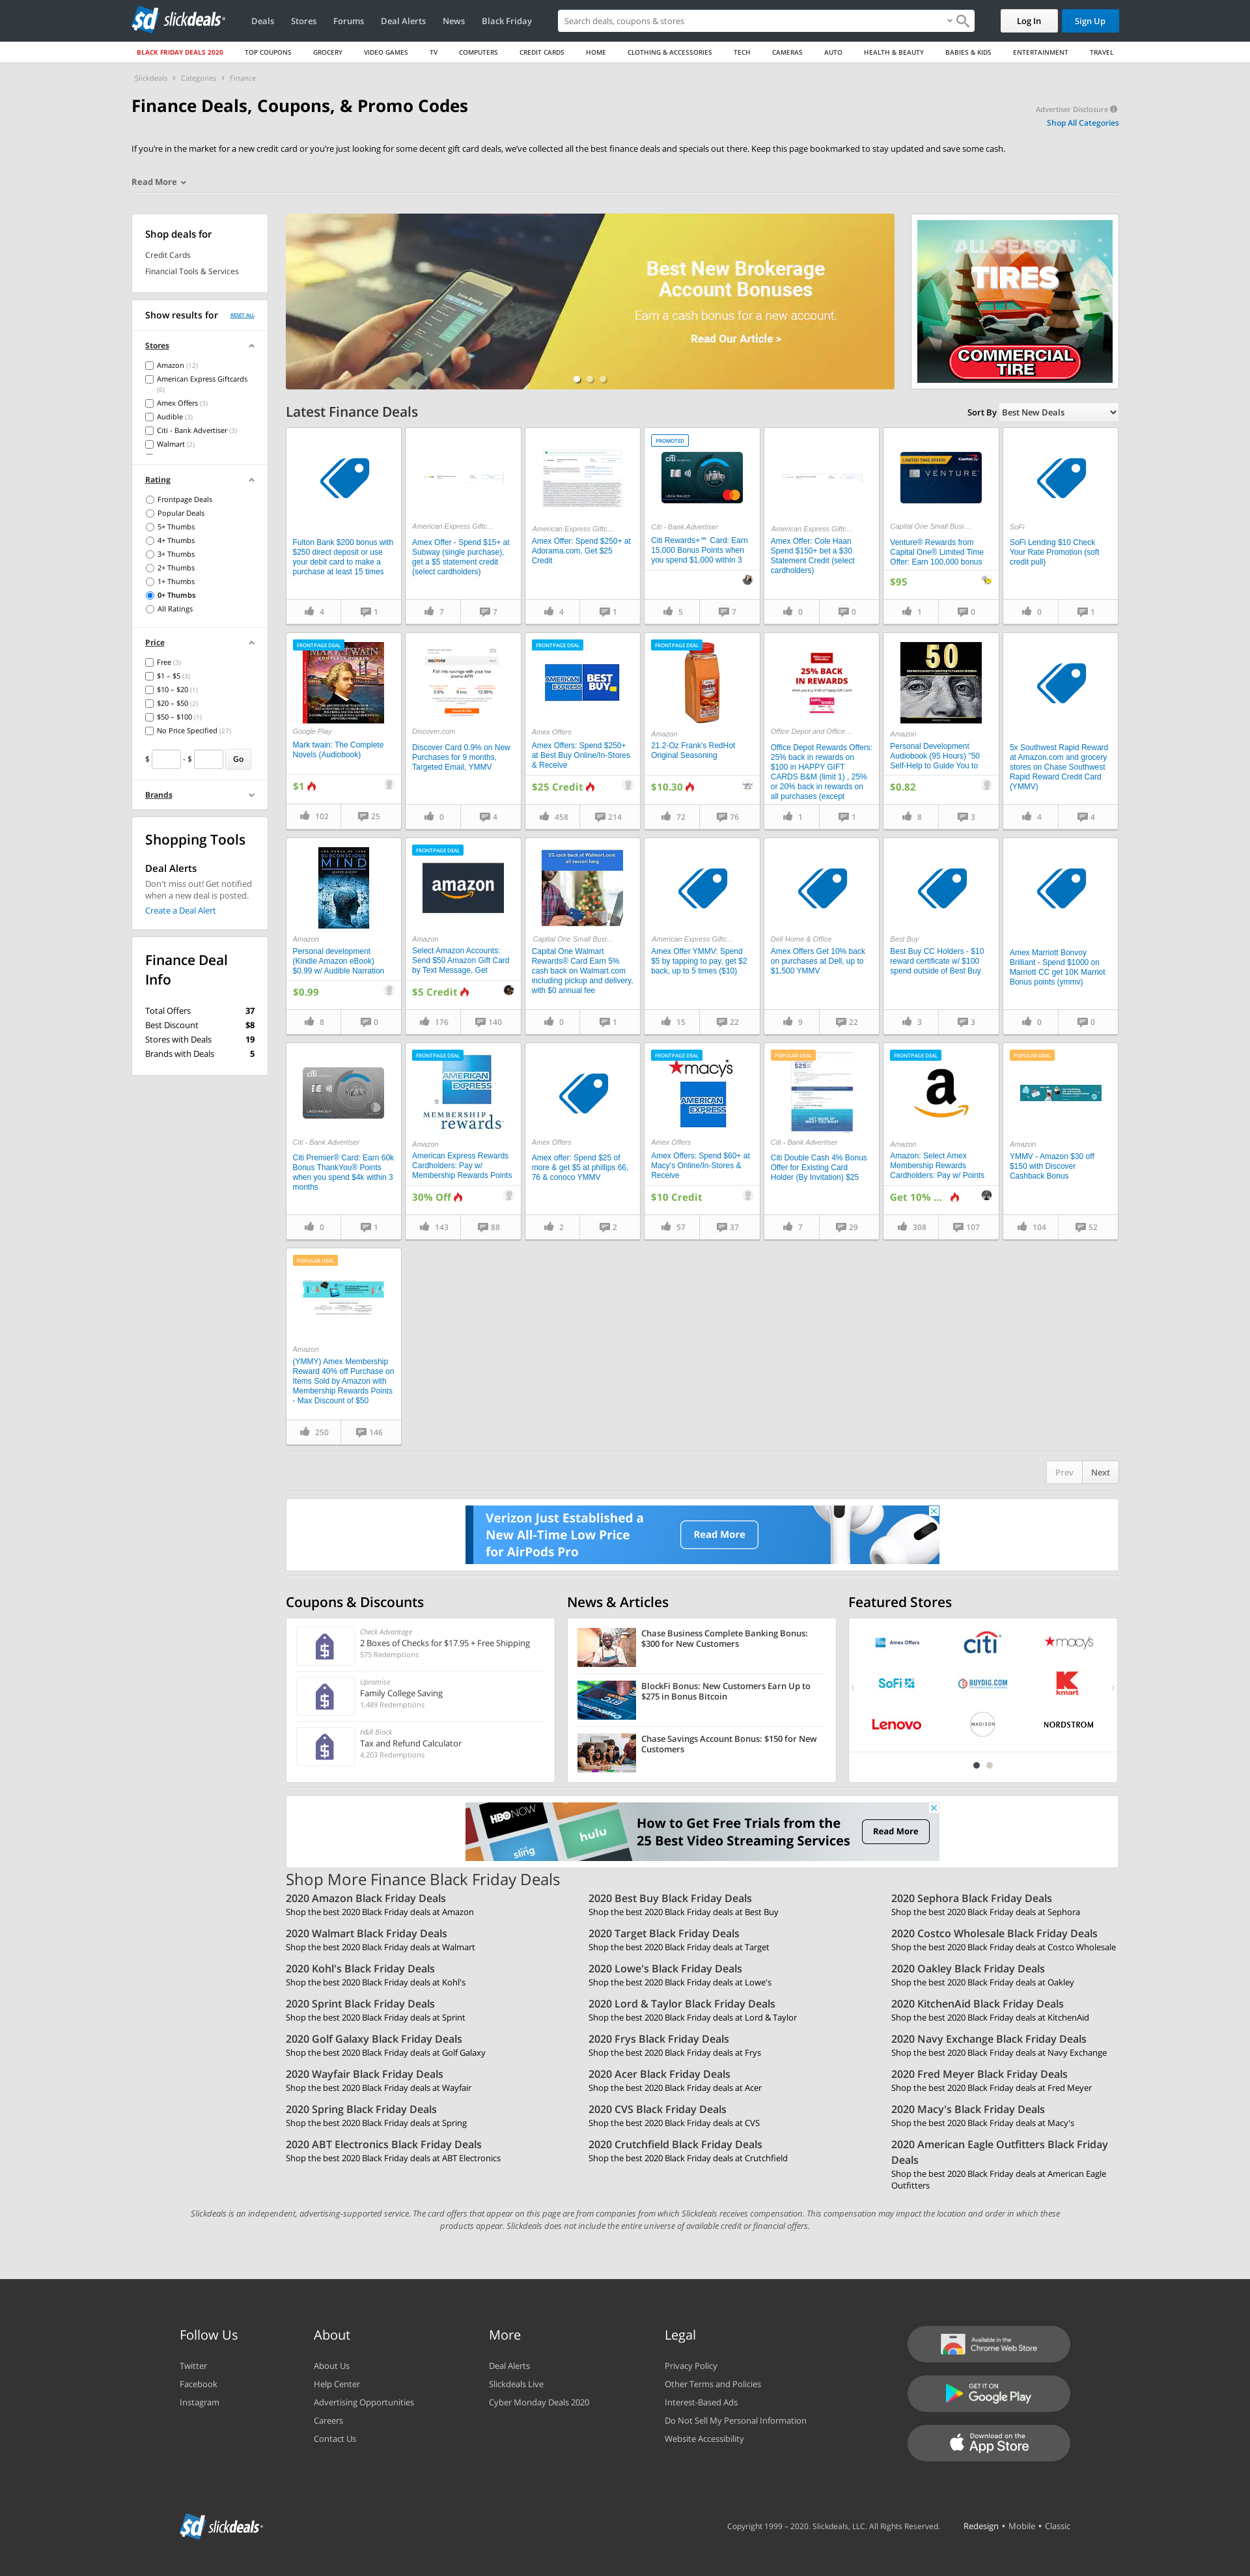 slickdeals
Deals Stores Forums Deal Alerts News Black Friday
Search deals, coupons & stores
Log In Sign Up
BLACK FRIDAY DEALS 2020 TOP COUPONS GROCERY VIDEO GAMES TV COMPUTERS CREDIT CARDS HOME CLOTHING & ACCESSORIES TECH CAMERAS AUTO HEALTH & BEAUTY BABIES & KIDS ENTERTAINMENT TRAVEL
Slickdeals > Categories > Finance
Finance Deals, Coupons, & Promo Codes
Advertiser Disclosure
Shop All Categories
If you're in the market for a new credit card or you're just looking for some decent gift card deals, we've collected all the best finance deals and specials out there. Keep this page bookmarked to stay updated and save some cash.
Read More
Shop deals for
Credit Cards
Financial Tools & Services
Show results for RESET ALL
Stores
Amazon (12)
American Express Giftcards
(6)
Amex Offers (3)
Audible (3)
Citi - Bank Advertiser (3)
Walmart (2)
Rating
Frontpage Deals
Popular Deals
5+ Thumbs
4+ Thumbs
3+ Thumbs
2+ Thumbs
1+ Thumbs
0+ Thumbs
All Ratings
Price
Free (3)
$1 – $5 (3)
$10 – $20 (1)
$20 – $50 (2)
$50 – $100 (1)
No Price Specified (27)
$ - $ Go
Brands
Shopping Tools
Deal Alerts
Don't miss out! Get notified
when a new deal is posted.
Create a Deal Alert
Finance Deal
Info
Total Offers 37
Best Discount $8
Stores with Deals 19
Brands with Deals 5
Best New Brokerage
Account Bonuses
Earn a cash bonus for a new account.
Read Our Article >
ALL SEASON
TIRES
COMMERCIAL
TIRE
Latest Finance Deals
Sort By Best New Deals
Fulton Bank $200 bonus with
$250 direct deposit or use
your debit card to make a
purchase at least 15 times
4 1
American Express Giftc...
Amex Offer - Spend $15+ at
Subway (single purchase),
get a $5 statement credit
(select cardholders)
7 7
American Express Giftc...
Amex Offer: Spend $250+ at
Adorama.com, Get $25
Credit
4 1
PROMOTED
citi
Citi - Bank Advertiser
Citi Rewards+℠ Card: Earn
15,000 Bonus Points when
you spend $1,000 within 3
5 7
American Express Giftc...
Amex Offer: Cole Haan
Spend $150+ bet a $30
Statement Credit (select
cardholders)
0 0
LIMITED TIME OFFER
VENTURE
Capital One Small Busi...
Venture® Rewards from
Capital One® Limited Time
Offer: Earn 100,000 bonus
$95
1 0
SoFi
SoFi Lending $10 Check
Your Rate Promotion (soft
credit pull)
0 1
FRONTPAGE DEAL
MARK TWAIN
Google Play
Mark twain: The Complete
Novels (Audiobook)
$1
102 25
DISCOVER
Discover.com
Discover Card 0.9% on New
Purchases for 9 months,
Targeted Email, YMMV
0 4
FRONTPAGE DEAL
AMERICAN EXPRESS BEST BUY
Amex Offers
Amex Offers: Spend $250+
at Best Buy Online/In-Stores
& Receive
$25 Credit
458 214
FRONTPAGE DEAL
Amazon
21.2-Oz Frank's RedHot
Original Seasoning
$10.30
72 76
25% BACK
IN REWARDS
Office Depot and Office...
Office Depot Rewards Offers:
25% back in rewards on
$100 in HAPPY GIFT
CARDS B&M (limit 1) , 25%
or 20% back in rewards on
all purchases (except
1 1
50
Amazon
Personal Development
Audiobook (95 Hours) "50
Self-Help to Guide You to
$0.82
8 3
5x Southwest Rapid Reward
at Amazon.com and grocery
stores on Chase Southwest
Rapid Reward Credit Card
(YMMV)
4 4
SUBCONSCIOUS
MIND
Amazon
Personal development
(Kindle Amazon eBook)
$0.99 w/ Audible Narration
$0.99
8 0
FRONTPAGE DEAL
amazon
Amazon
Select Amazon Accounts:
Send $50 Amazon Gift Card
by Text Message, Get
$5 Credit
176 140
5% cash back at Walmart.com
all season long
Capital One Small Busi...
Capital One Walmart
Rewards® Card Earn 5%
cash back on Walmart.com
including pickup and delivery,
with $0 annual fee
0 1
American Express Giftc...
Amex Offer YMMV: Spend
$5 by tapping to pay, get $2
back, up to 5 times ($10)
15 22
Dell Home & Office
Amex Offers Get 10% back
on purchases at Dell, up to
$1,500 YMMV
9 22
Best Buy
Best Buy CC Holders - $10
reward certificate w/ $100
spend outside of Best Buy
3 3
Amex Marriott Bonvoy
Brilliant - Spend $1000 on
Marriott CC get 10K Marriot
Bonus points (ymmv)
0 0
citi
Citi - Bank Advertiser
Citi Premier® Card: Earn 60k
Bonus ThankYou® Points
when you spend $4k within 3
months
0 1
FRONTPAGE DEAL
AMERICAN
EXPRESS
MEMBERSHIP
rewards
Amazon
American Express Rewards
Cardholders: Pay w/
Membership Rewards Points
30% Off
143 88
Amex Offers
Amex offer: Spend $25 of
more & get $5 at phillips 66,
76 & conoco YMMV
2 2
FRONTPAGE DEAL
macys
AMERICAN
EXPRESS
Amex Offers
Amex Offers: Spend $60+ at
Macy's Online/In-Stores &
Receive
$10 Credit
57 37
POPULAR DEAL
Citi - Bank Advertiser
Citi Double Cash 4% Bonus
Offer for Existing Card
Holder (By Invitation) $25
7 29
FRONTPAGE DEAL
a
Amazon
Amazon: Select Amex
Membership Rewards
Cardholders: Pay w/ Points
Get 10% ...
308 107
POPULAR DEAL
Amazon
YMMV - Amazon $30 off
$150 with Discover
Cashback Bonus
104 52
POPULAR DEAL
Amazon
(YMMY) Amex Membership
Reward 40% off Purchase on
Items Sold by Amazon with
Membership Rewards Points
- Max Discount of $50
250 146
Prev Next
Verizon Just Established a
New All-Time Low Price
for AirPods Pro
Read More
Coupons & Discounts
Check Advantage
2 Boxes of Checks for $17.95 + Free Shipping
575 Redemptions
Upromise
Family College Saving
1,489 Redemptions
H&R Block
Tax and Refund Calculator
4,203 Redemptions
News & Articles
Chase Business Complete Banking Bonus:
$300 for New Customers
BlockFi Bonus: New Customers Earn Up to
$275 in Bonus Bitcoin
Chase Savings Account Bonus: $150 for New
Customers
Featured Stores
Amex Offers citi macys
SoFi BUYDIG.COM kmart
Lenovo MADISON NORDSTROM
HBO NOW
hulu
sling
How to Get Free Trials from the
25 Best Video Streaming Services
Read More
Shop More Finance Black Friday Deals
2020 Amazon Black Friday Deals
Shop the best 2020 Black Friday deals at Amazon
2020 Best Buy Black Friday Deals
Shop the best 2020 Black Friday deals at Best Buy
2020 Sephora Black Friday Deals
Shop the best 2020 Black Friday deals at Sephora
2020 Walmart Black Friday Deals
Shop the best 2020 Black Friday deals at Walmart
2020 Target Black Friday Deals
Shop the best 2020 Black Friday deals at Target
2020 Costco Wholesale Black Friday Deals
Shop the best 2020 Black Friday deals at Costco Wholesale
2020 Kohl's Black Friday Deals
Shop the best 2020 Black Friday deals at Kohl's
2020 Lowe's Black Friday Deals
Shop the best 2020 Black Friday deals at Lowe's
2020 Oakley Black Friday Deals
Shop the best 2020 Black Friday deals at Oakley
2020 Sprint Black Friday Deals
Shop the best 2020 Black Friday deals at Sprint
2020 Lord & Taylor Black Friday Deals
Shop the best 2020 Black Friday deals at Lord & Taylor
2020 KitchenAid Black Friday Deals
Shop the best 2020 Black Friday deals at KitchenAid
2020 Golf Galaxy Black Friday Deals
Shop the best 2020 Black Friday deals at Golf Galaxy
2020 Frys Black Friday Deals
Shop the best 2020 Black Friday deals at Frys
2020 Navy Exchange Black Friday Deals
Shop the best 2020 Black Friday deals at Navy Exchange
2020 Wayfair Black Friday Deals
Shop the best 2020 Black Friday deals at Wayfair
2020 Acer Black Friday Deals
Shop the best 2020 Black Friday deals at Acer
2020 Fred Meyer Black Friday Deals
Shop the best 2020 Black Friday deals at Fred Meyer
2020 Spring Black Friday Deals
Shop the best 2020 Black Friday deals at Spring
2020 CVS Black Friday Deals
Shop the best 2020 Black Friday deals at CVS
2020 Macy's Black Friday Deals
Shop the best 2020 Black Friday deals at Macy's
2020 ABT Electronics Black Friday Deals
Shop the best 2020 Black Friday deals at ABT Electronics
2020 Crutchfield Black Friday Deals
Shop the best 2020 Black Friday deals at Crutchfield
2020 American Eagle Outfitters Black Friday
Deals
Shop the best 2020 Black Friday deals at American Eagle
Outfitters
Slickdeals is an independent, advertising-supported service. The card offers that appear on this page are from companies from which Slickdeals receives compensation. This compensation may impact the location and order in which these
products appear. Slickdeals does not include the entire universe of available credit or financial offers.
Follow Us
Twitter
Facebook
Instagram
About
About Us
Help Center
Advertising Opportunities
Careers
Contact Us
More
Deal Alerts
Slickdeals Live
Cyber Monday Deals 2020
Legal
Privacy Policy
Other Terms and Policies
Interest-Based Ads
Do Not Sell My Personal Information
Website Accessibility
Available in the
Chrome Web Store
GET IT ON
Google Play
Download on the
App Store
slickdeals
Copyright 1999 – 2020. Slickdeals, LLC. All Rights Reserved. Redesign • Mobile • Classic